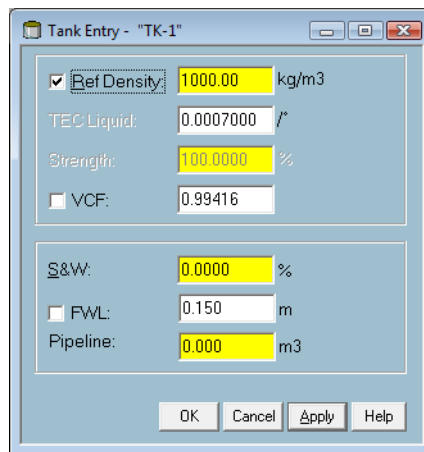 Tank Entry - "TK-1"
Ref Density: 1000.00 kg/m3
TEC Liquid: 0.0007000 /°
Strength: 100.0000 %
VCF: 0.99416
S&W: 0.0000 %
FWL: 0.150 m
Pipeline: 0.000 m3
OK Cancel Apply Help